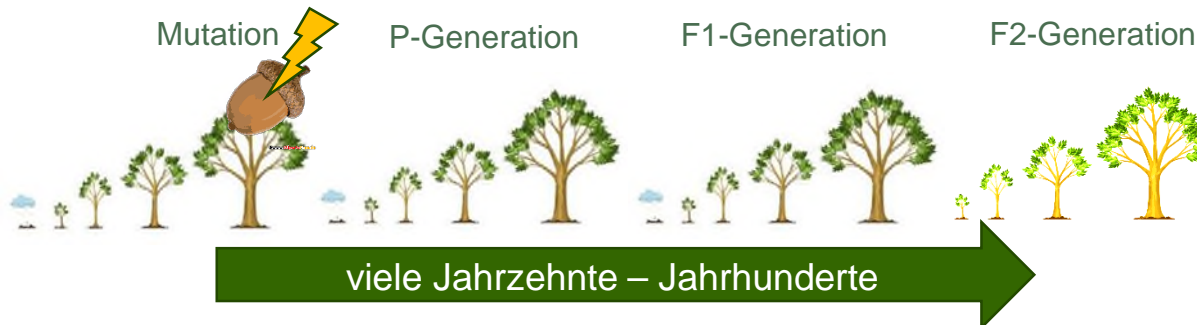 Mutation
P-Generation
F1-Generation
F2-Generation
viele Jahrzehnte – Jahrhunderte